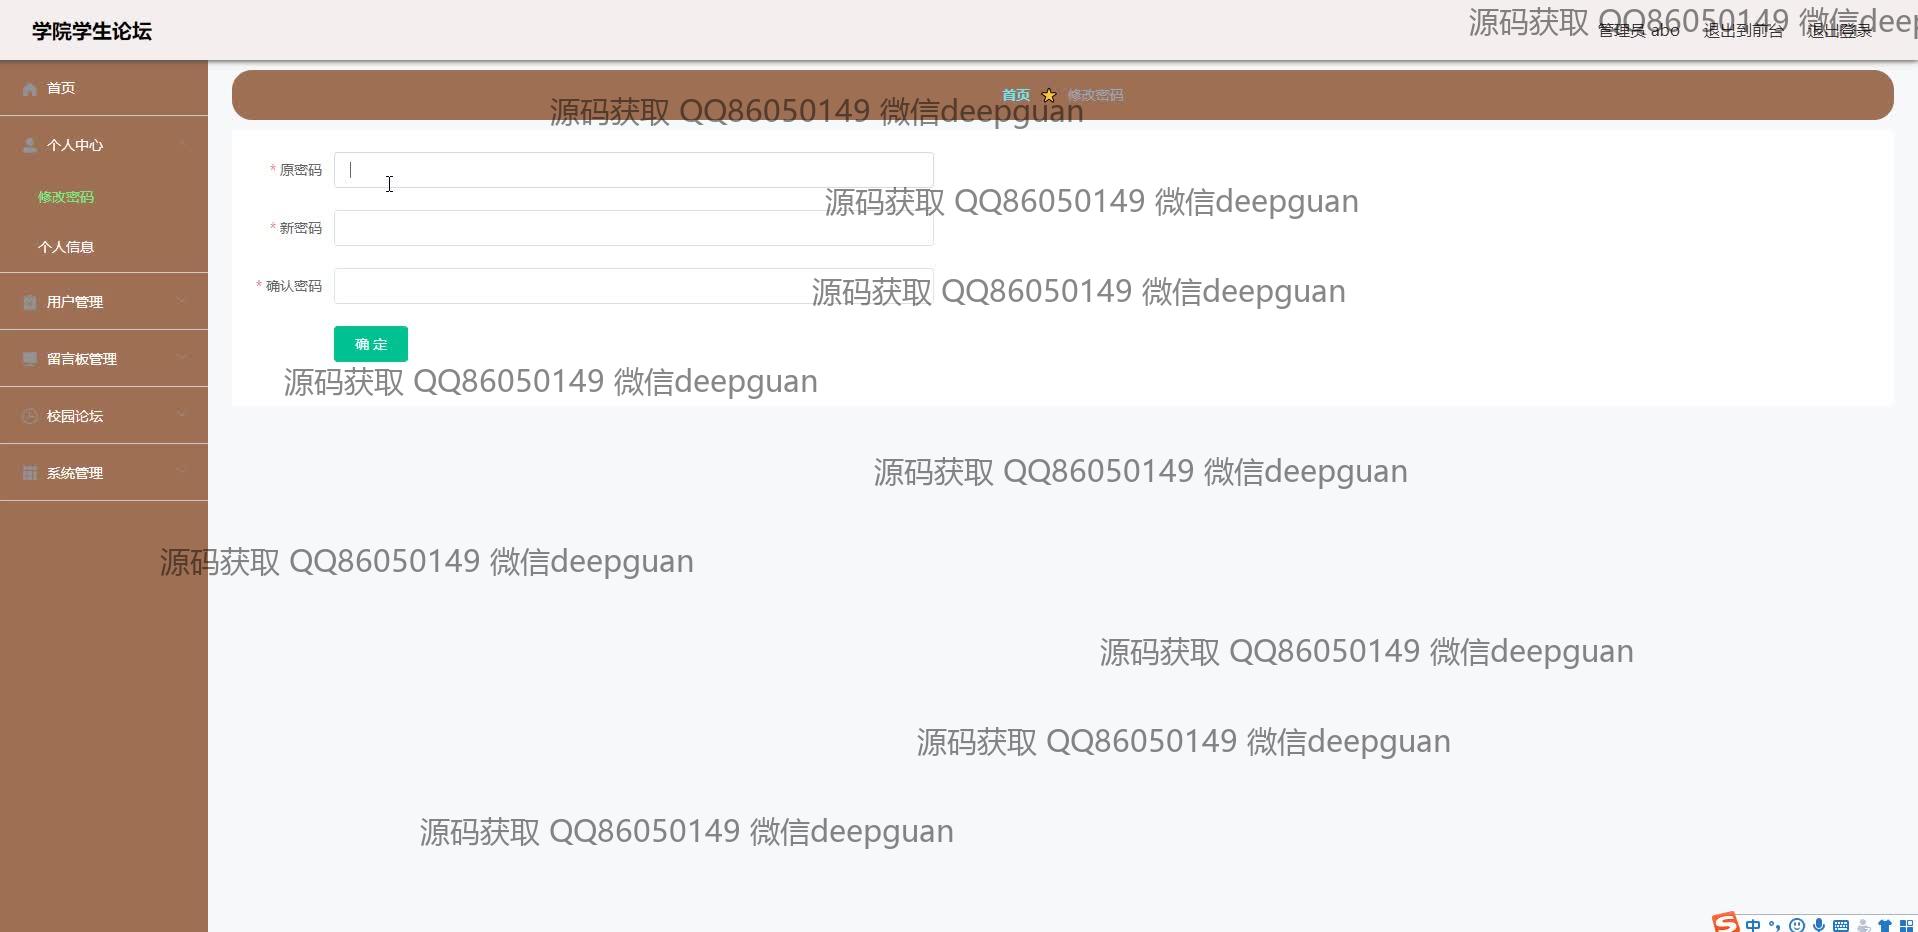 学院学生论坛
源码获取 QQ86050149 微信deep
管理员 abo 退出到前台 退出登录
首页
个人中心
修改密码
个人信息
用户管理
留言板管理
校园论坛
系统管理
首页 修改密码
源码获取 QQ86050149 微信deepguan
* 原密码
源码获取 QQ86050149 微信deepguan
* 新密码
* 确认密码
源码获取 QQ86050149 微信deepguan
确 定
源码获取 QQ86050149 微信deepguan
源码获取 QQ86050149 微信deepguan
源码获取 QQ86050149 微信deepguan
源码获取 QQ86050149 微信deepguan
源码获取 QQ86050149 微信deepguan
源码获取 QQ86050149 微信deepguan
S 中